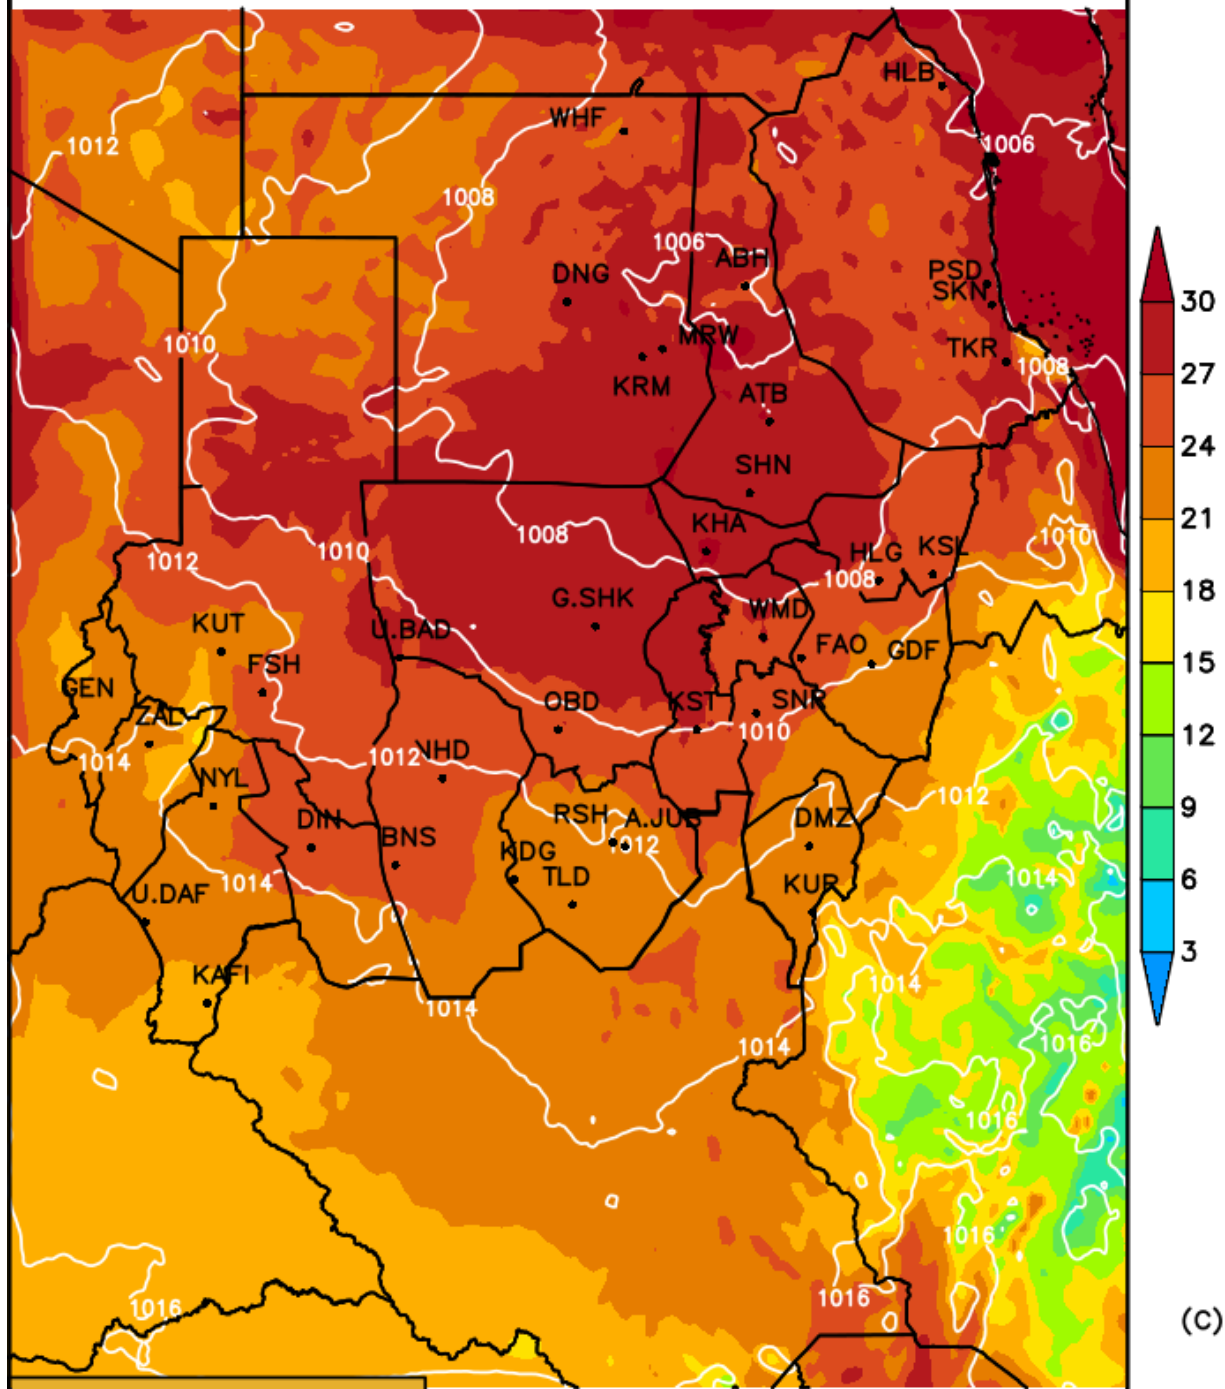 HLB
WHF
1006
1012
1008
1006
ABH
DNG
PSD
SKN
30
1010
MRW
TKR
1008
27
KRM
ATB
24
SHN
21
KHA
1008
1010
1010
HLG
KSL
1012
1008
18
G.SHK
WMD
KUT
U.BAD
FAO
GDF
FSH
15
GEN
OBD
KST
SNR
ZAL
1010
12
1012
NHD
1014
NYL
1012
9
DIN
RSH
A.JUB
DMZ
BNS
1012
KDG
TLD
1014
KUR
1014
6
U.DAF
3
KAFI
1014
1014
1014
1016
1016
1016
1016
1016
(C)